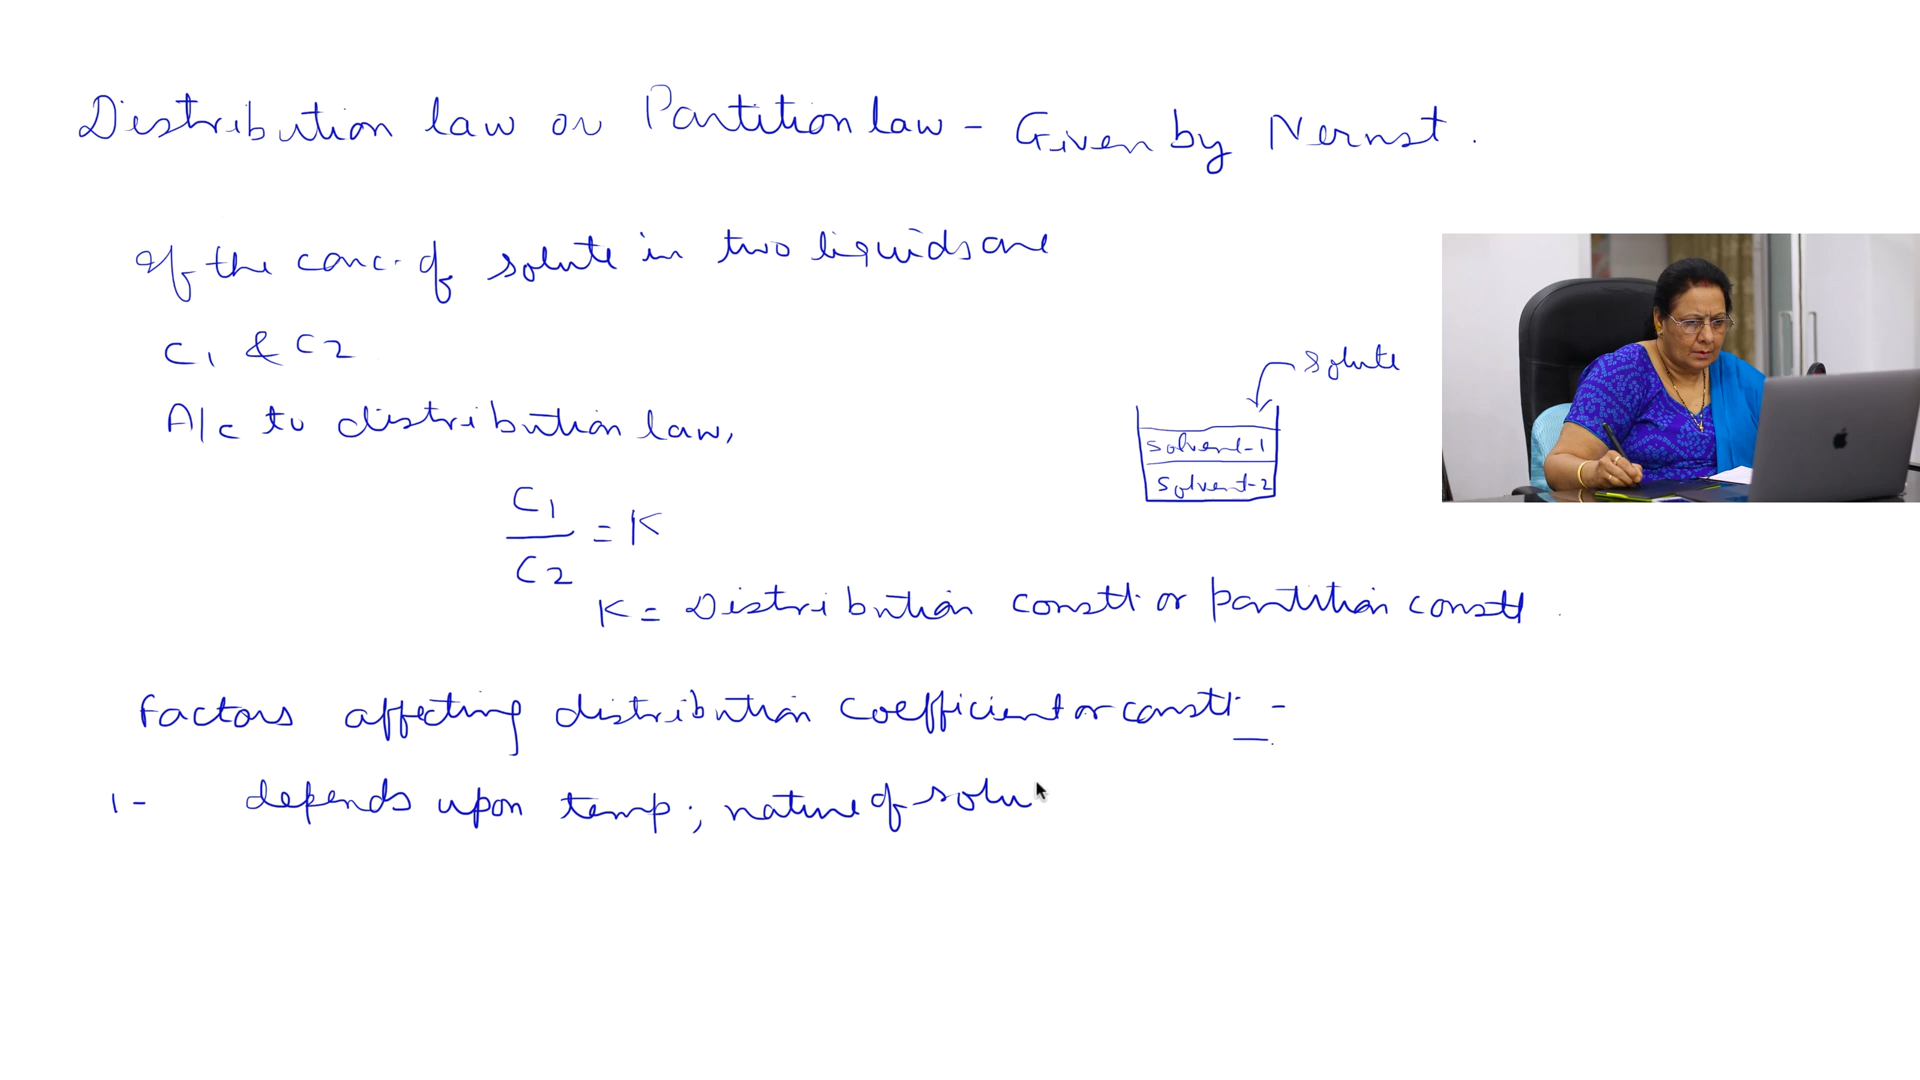 Distribution law or Partition law - Given by Nernst.
If the conc. of solute in two liquids are
C1 & C2
A/c to distribution law,
solute
solvent-1
solvent-2
C1
= K
C2
K = Distribution constt. or partition constt
Factors affecting distribution coefficient or constt. -
1- depends upon temp; nature of solu